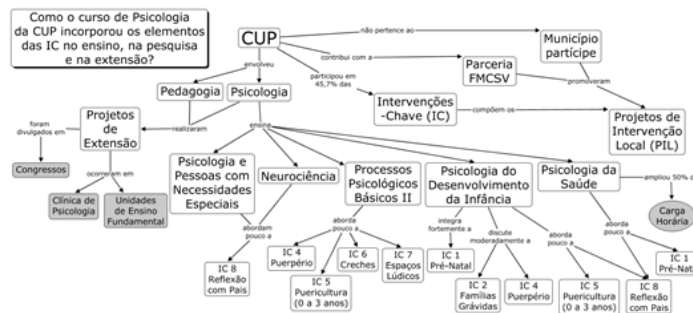 Como o curso de Psicologia
da CUP incorporou os elementos
das IC no ensino, na pesquisa
e na extensão?
CUP
não pertence ao
Município
partícipe
envolveu
contribui com a
Parceria
FMCSV
participou em
45,7% das
promoveram
Pedagogia
Psicologia
Intervenções
-Chave (IC)
compõem os
Projetos de
Intervenção
Local (PIL)
foram
divulgados em
Projetos
de
Extensão
realizaram
ensina
Congressos
ocorreram em
Clínica de
Psicologia
Unidades
de Ensino
Fundamental
Psicologia e
Pessoas com
Necessidades
Especiais
Neurociência
Processos
Psicológicos
Básicos II
Psicologia do
Desenvolvimento
da Infância
Psicologia
da Saúde
ampliou 50% d
Carga
Horária
abordam
pouco a
aborda
pouco a
integra
fortemente a
discute
moderadamente a
aborda
pouco a
aborda
pouco a
IC 8
Reflexão
com Pais
IC 4
Puerpério
IC 5
Puericultura
(0 a 3 anos)
IC 6
Creches
IC 7
Espaços
Lúdicos
IC 1
Pré-Natal
IC 2
Famílias
Grávidas
IC 4
Puerpério
IC 5
Puericultura
(0 a 3 anos)
IC 8
Reflexão
com Pais
IC 1
Pré-Nat